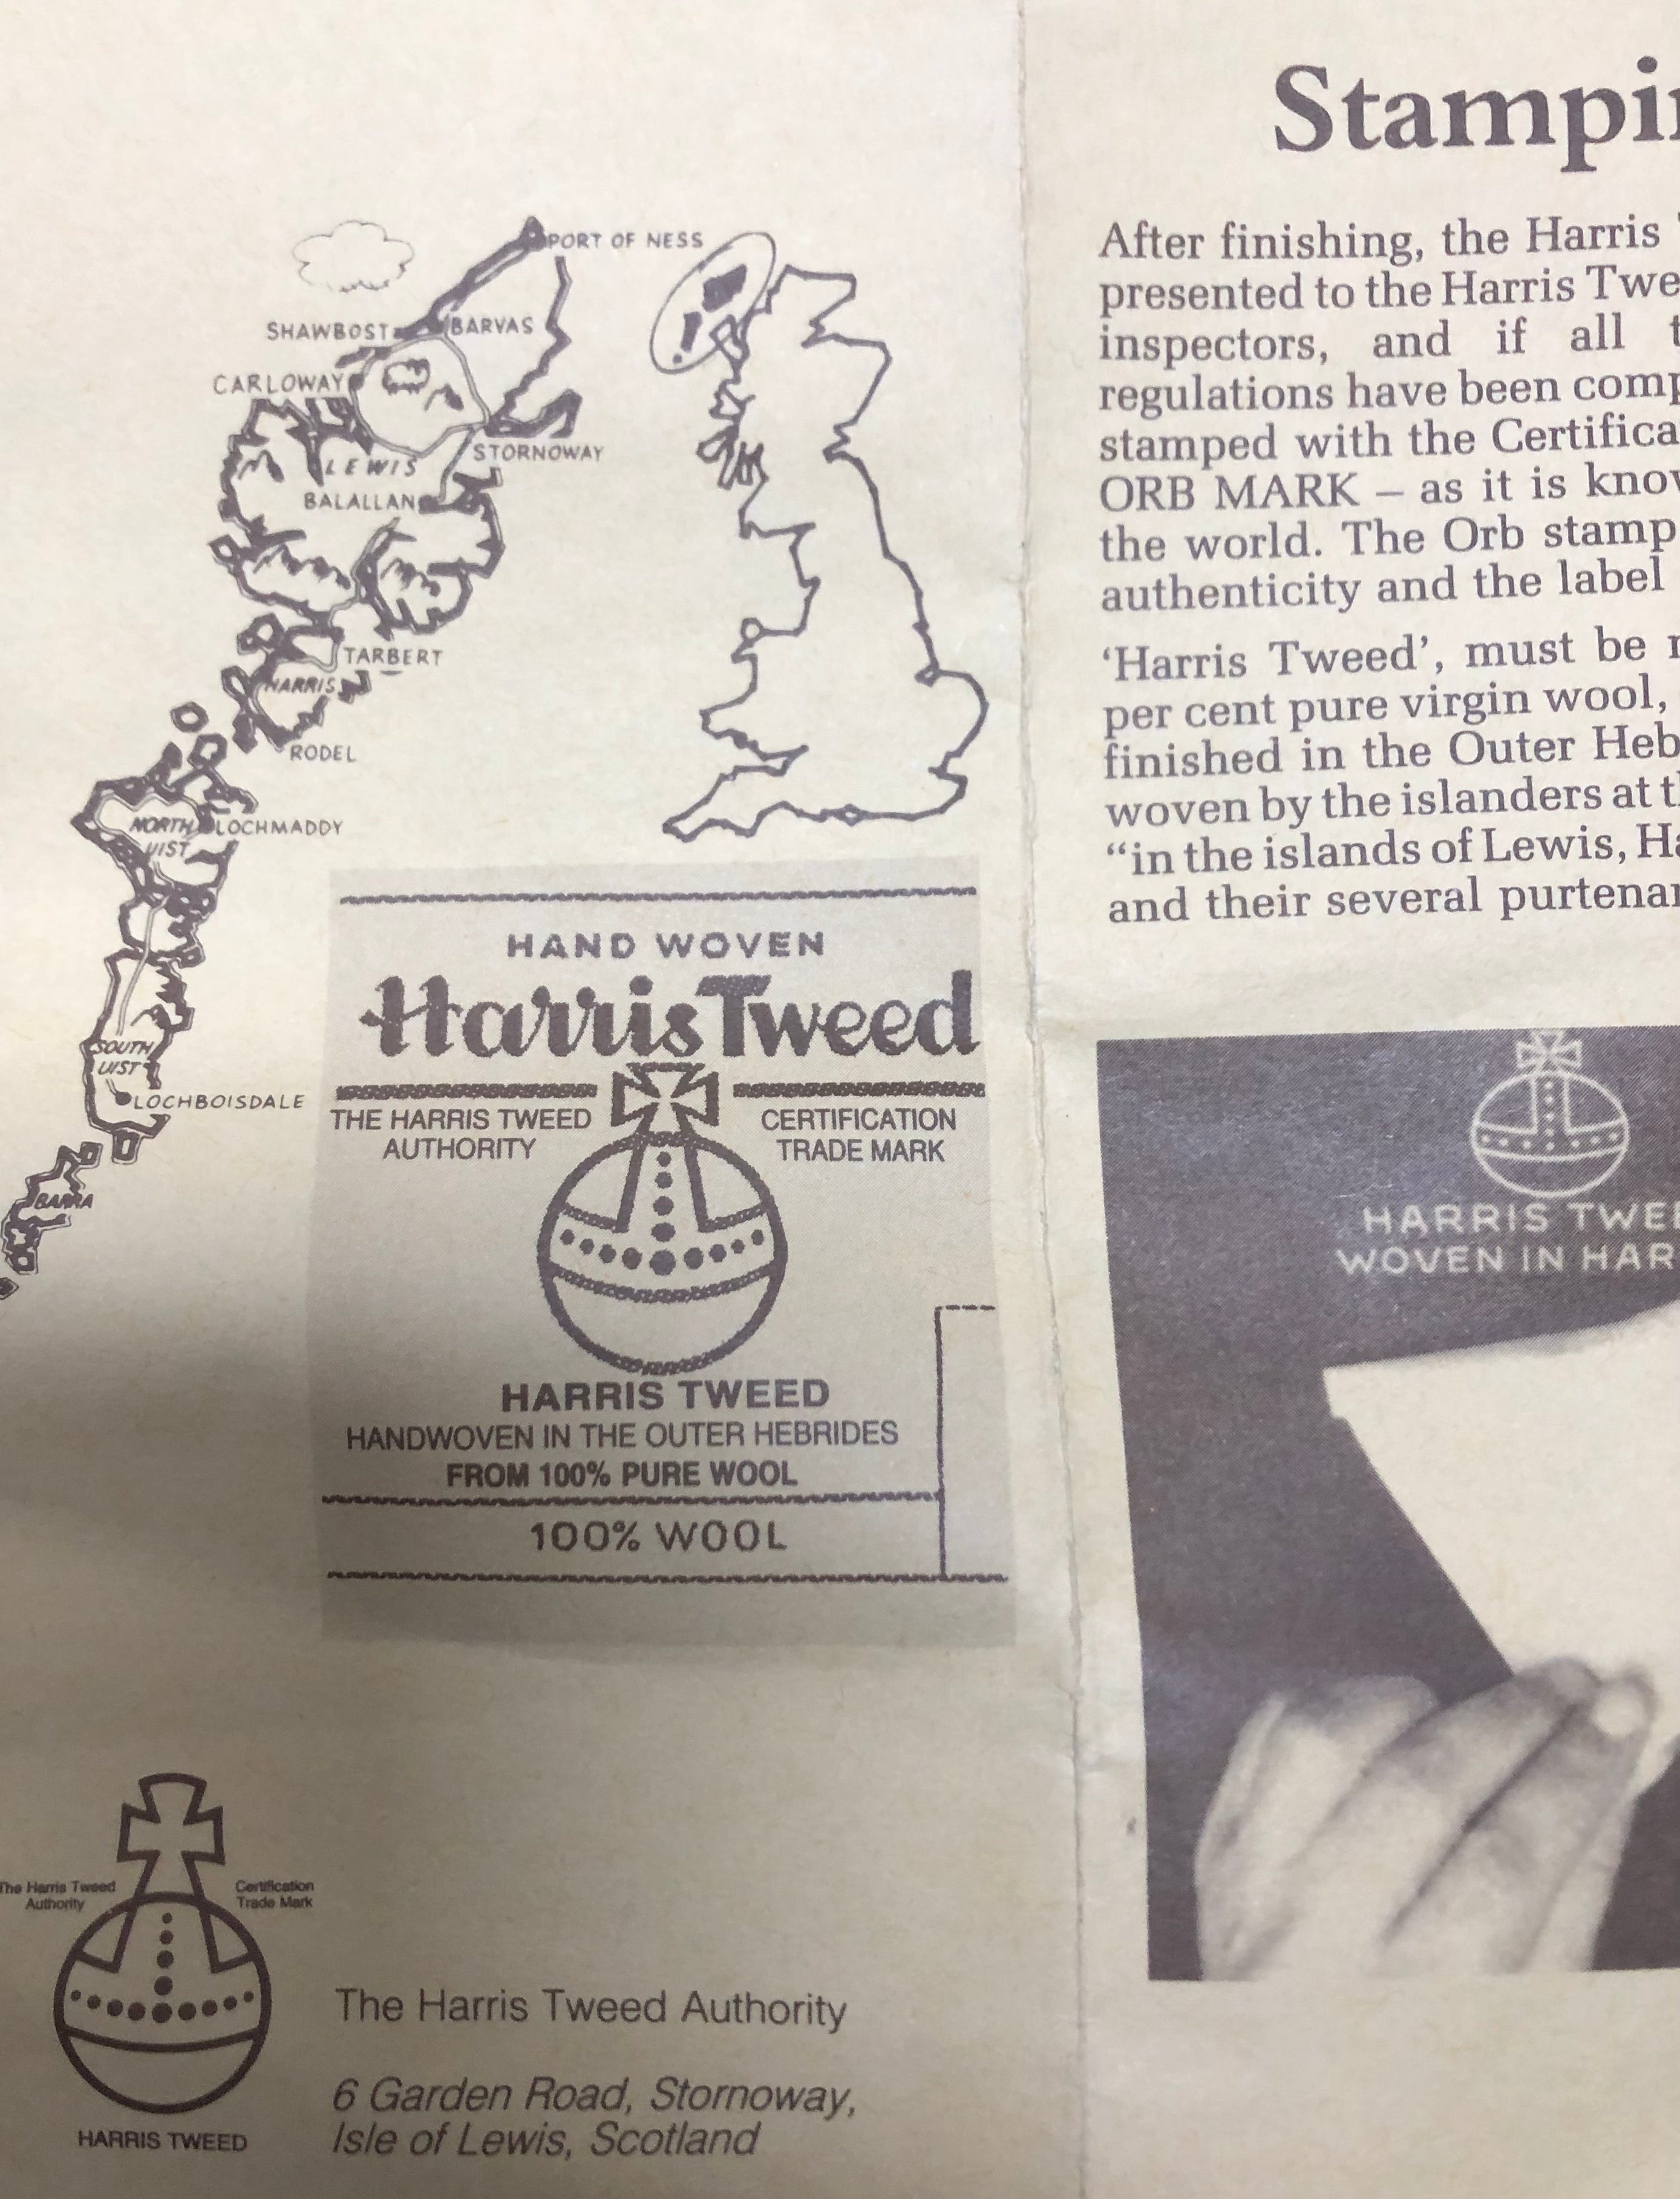 PORT OF NESS
SHAWBOST
BARVAS
CARLOWAY
STORNOWAY
LEWIS
BALALLAN
TARBERT
HARRIS
RODEL
NORTH
UIST
LOCHMADDY
SOUTH
UIST
LOCHBOISDALE
BARRA
HAND WOVEN
Harris Tweed
THE HARRIS TWEED
AUTHORITY
CERTIFICATION
TRADE MARK
HARRIS TWEED
HANDWOVEN IN THE OUTER HEBRIDES
FROM 100% PURE WOOL
100% WOOL
The Harris Tweed
Authority
Certification
Trade Mark
HARRIS TWEED
The Harris Tweed Authority
6 Garden Road, Stornoway,
Isle of Lewis, Scotland
Stampi
After finishing, the Harris
presented to the Harris Twe
inspectors, and if all t
regulations have been comp
stamped with the Certifica
ORB MARK – as it is know
the world. The Orb stamp
authenticity and the label
‘Harris Tweed’, must be
per cent pure virgin wool,
finished in the Outer Heb
woven by the islanders at t
“in the islands of Lewis, Ha
and their several purtenan
HARRIS TWE
WOVEN IN HAR